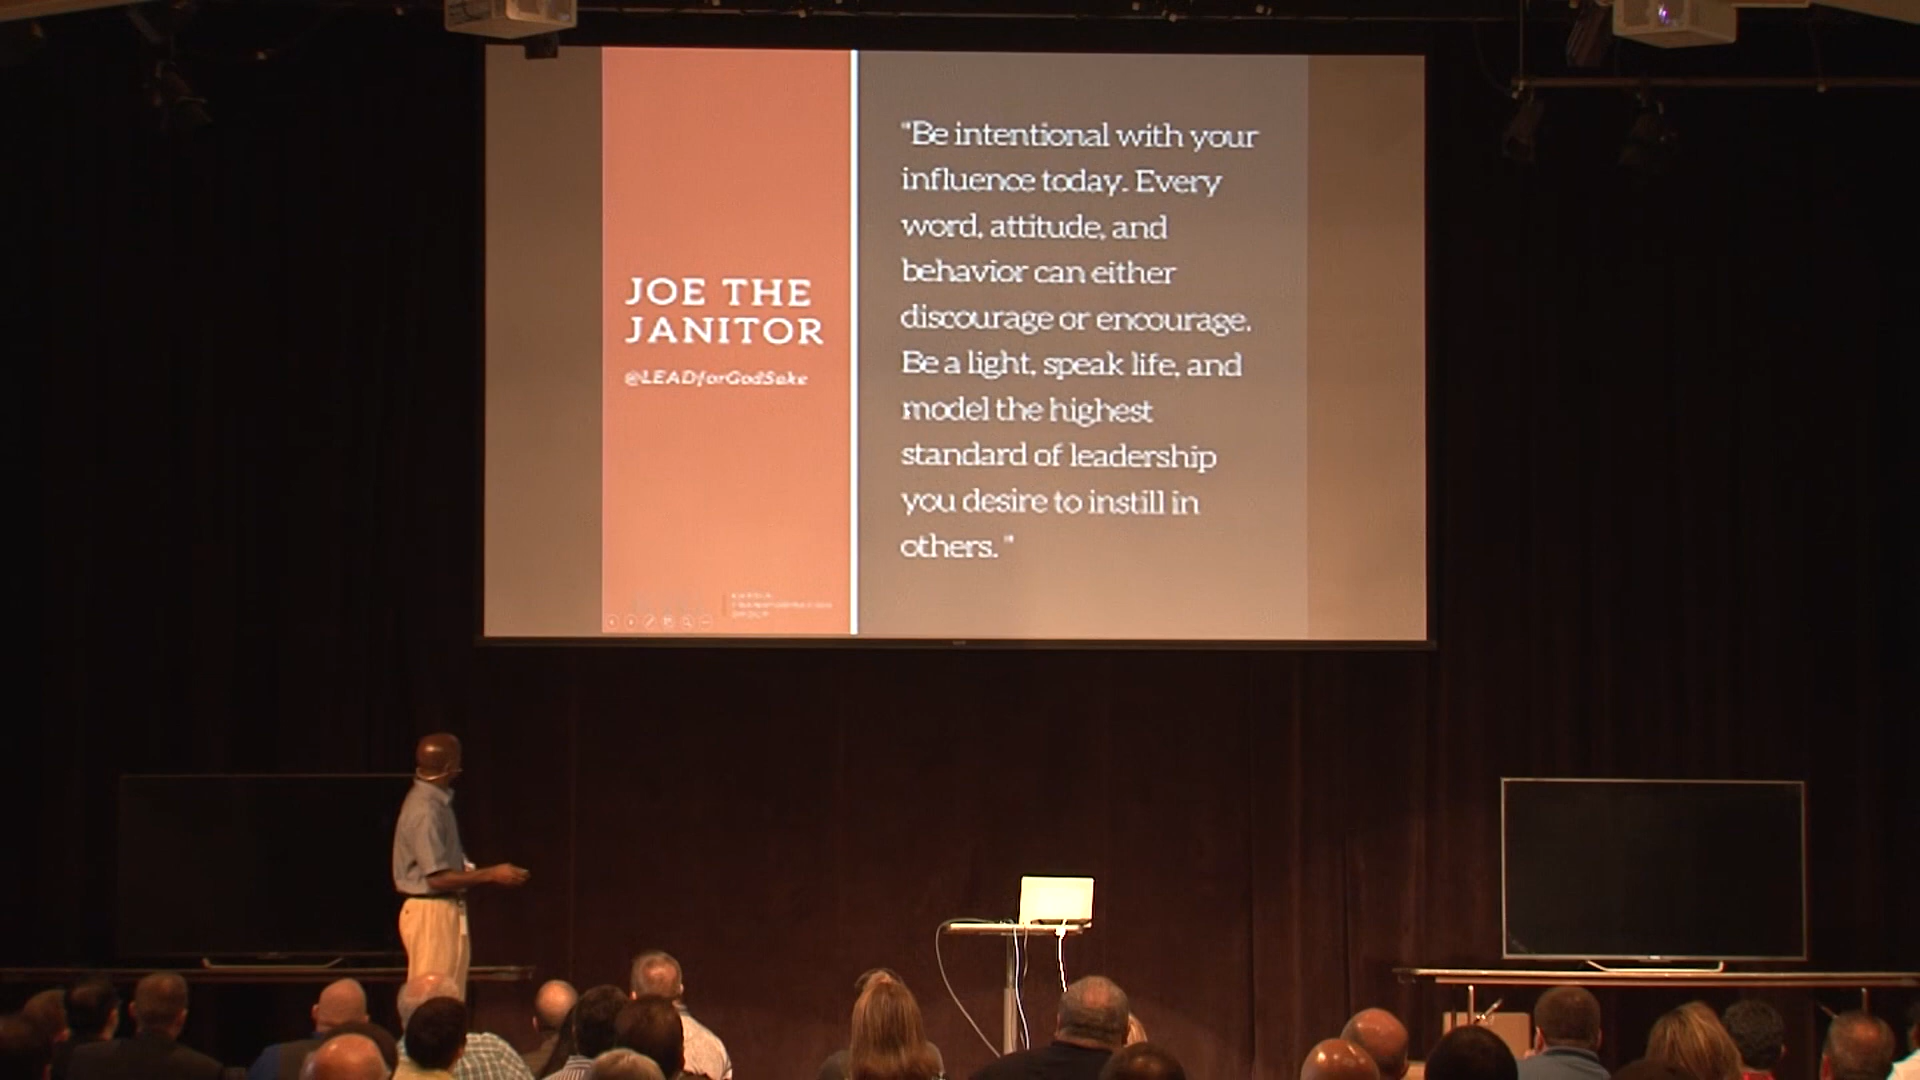 JOE THE
JANITOR
@LEADforGodSake
"Be intentional with your
influence today. Every
word, attitude, and
behavior can either
discourage or encourage.
Be a light, speak life, and
model the highest
standard of leadership
you desire to instill in
others. "